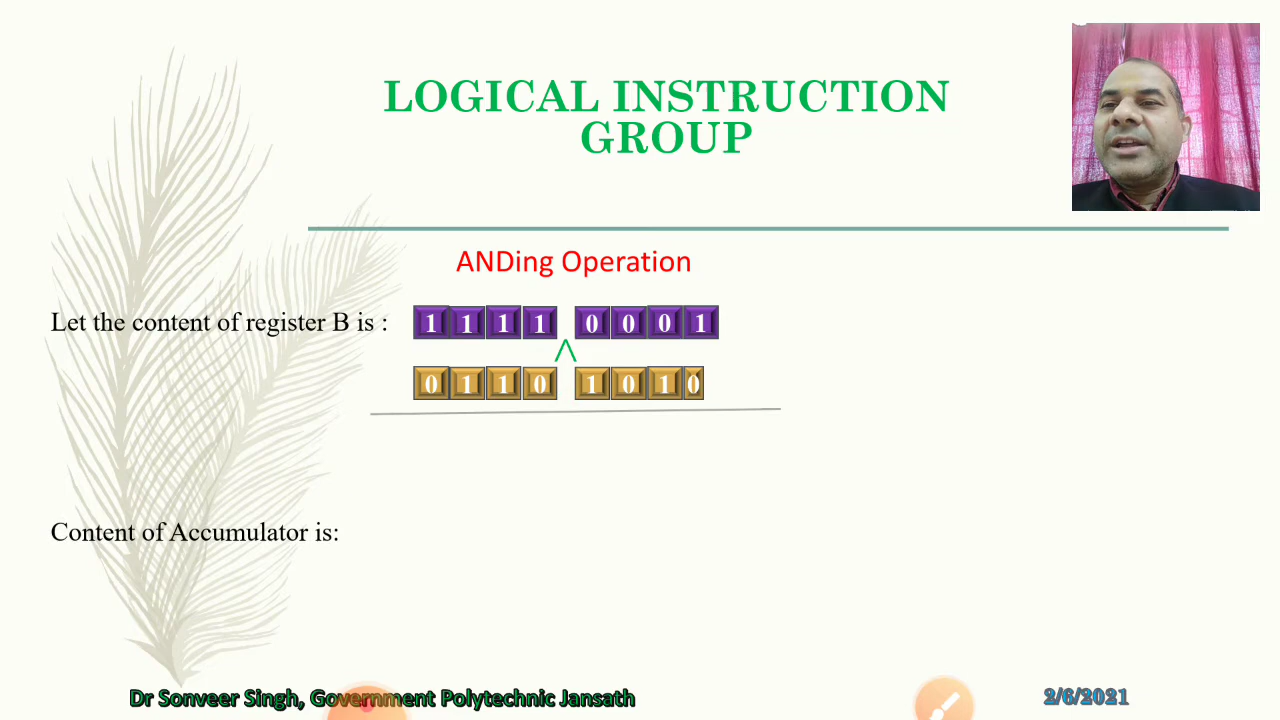 LOGICAL INSTRUCTION
GROUP
ANDing Operation
Let the content of register B is : 1 1 1 1 0 0 0 1
∧
0 1 1 0 1 0 1 0
Content of Accumulator is:
Dr Sonveer Singh, Government Polytechnic Jansath 2/6/2021